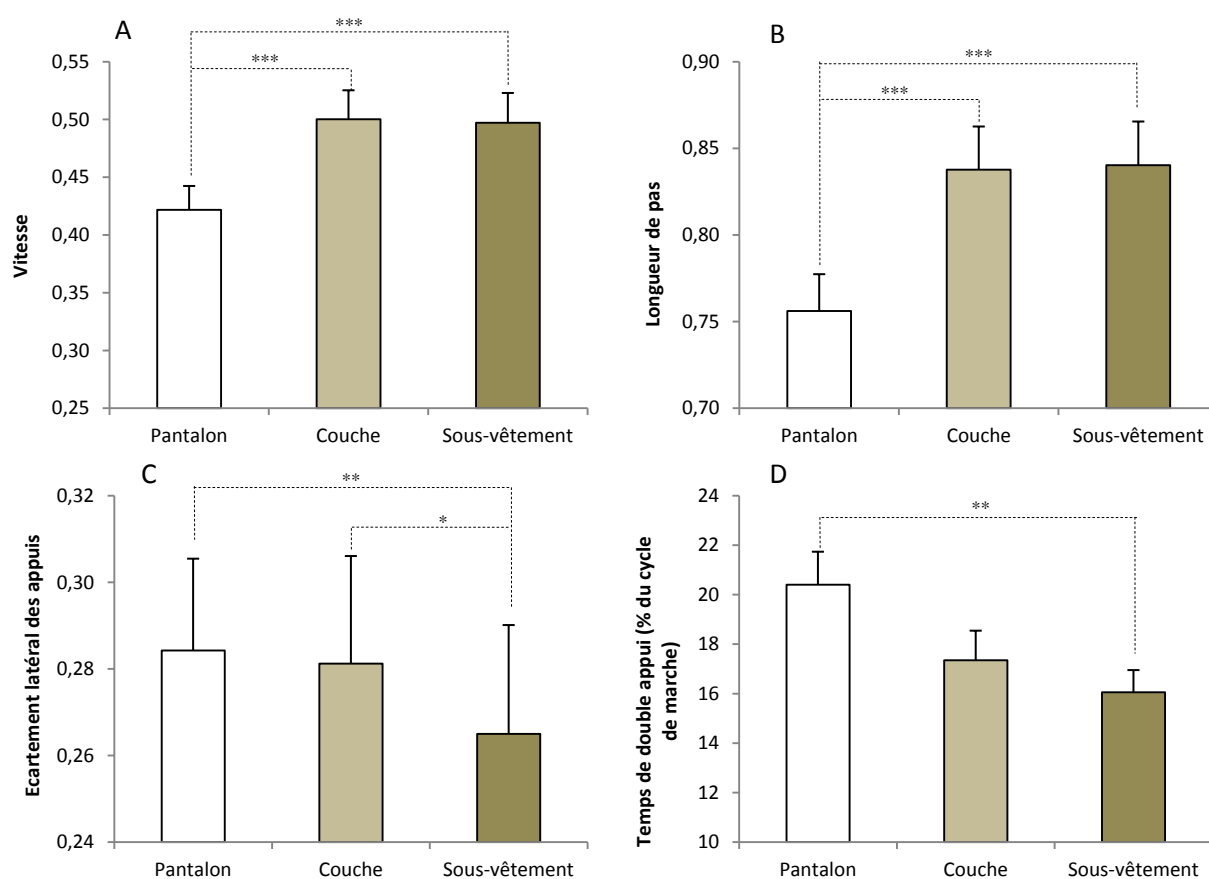 A
***
***
0,55
0,50
0,45
0,40
0,35
0,30
0,25
Vitesse
Pantalon Couche Sous-vêtement
B
***
***
0,90
0,85
0,80
0,75
0,70
Longueur de pas
Pantalon Couche Sous-vêtement
C
**
*
0,32
0,30
0,28
0,26
0,24
Ecartement latéral des appuis
Pantalon Couche Sous-vêtement
D
**
24
22
20
18
16
14
12
10
Temps de double appui (% du cycle
de marche)
Pantalon Couche Sous-vêtement